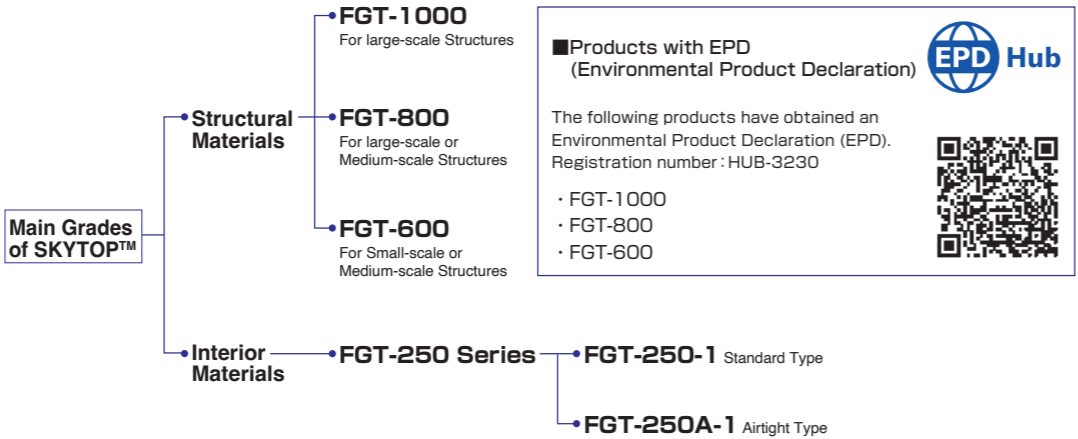 Main Grades
of SKYTOP™
Structural
Materials
FGT-1000
For large-scale Structures
FGT-800
For large-scale or
Medium-scale Structures
FGT-600
For Small-scale or
Medium-scale Structures
Interior
Materials
FGT-250 Series
FGT-250-1 Standard Type
FGT-250A-1 Airtight Type
■Products with EPD
(Environmental Product Declaration)
EPD Hub
The following products have obtained an
Environmental Product Declaration (EPD).
Registration number：HUB-3230
・FGT-1000
・FGT-800
・FGT-600